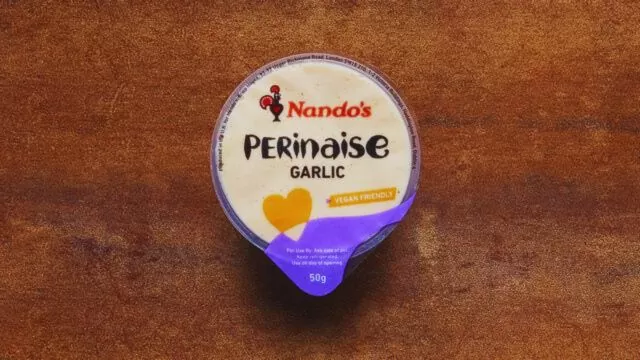 Nando's
PERinaise
GARLIC
VEGAN FRIENDLY
For Use By: See side of pot.
Keep refrigerated.
Use on day of opening.
50g